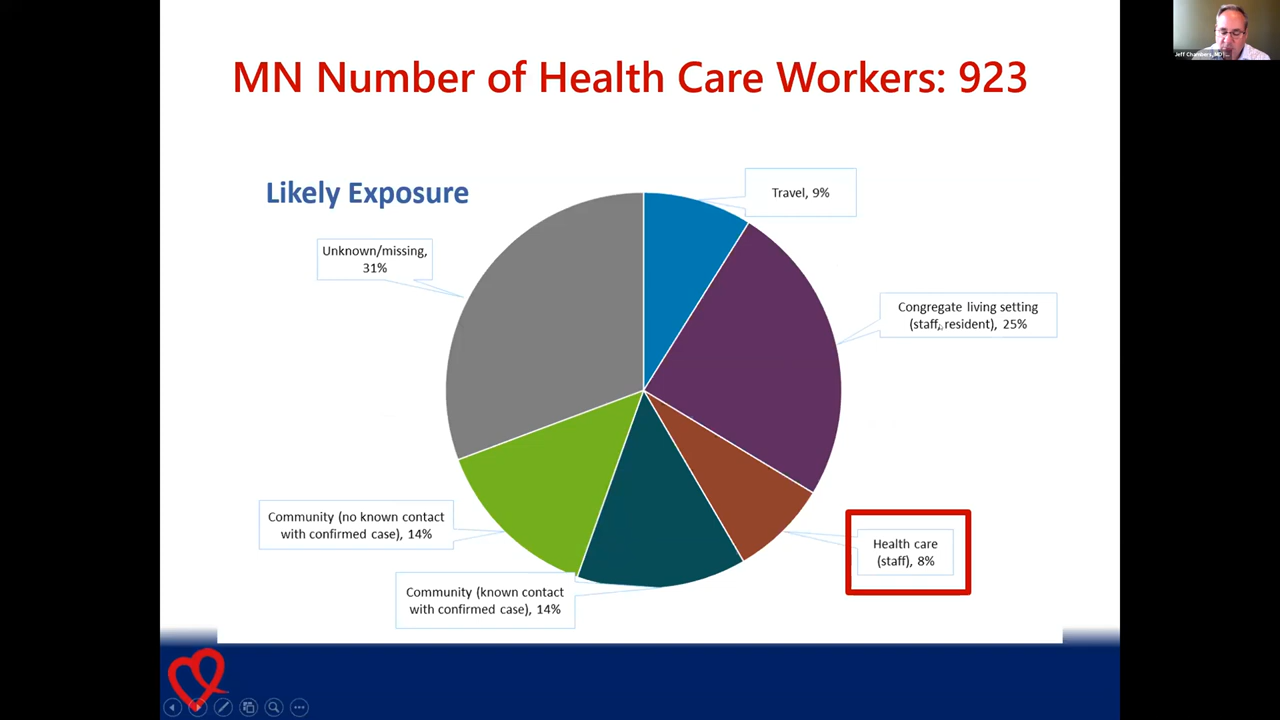 MN Number of Health Care Workers: 923
Likely Exposure
Travel, 9%
Unknown/missing,
31%
Congregate living setting
(staff, resident), 25%
Community (no known contact
with confirmed case), 14%
Health care
(staff), 8%
Community (known contact
with confirmed case), 14%
Jeff Chambers,